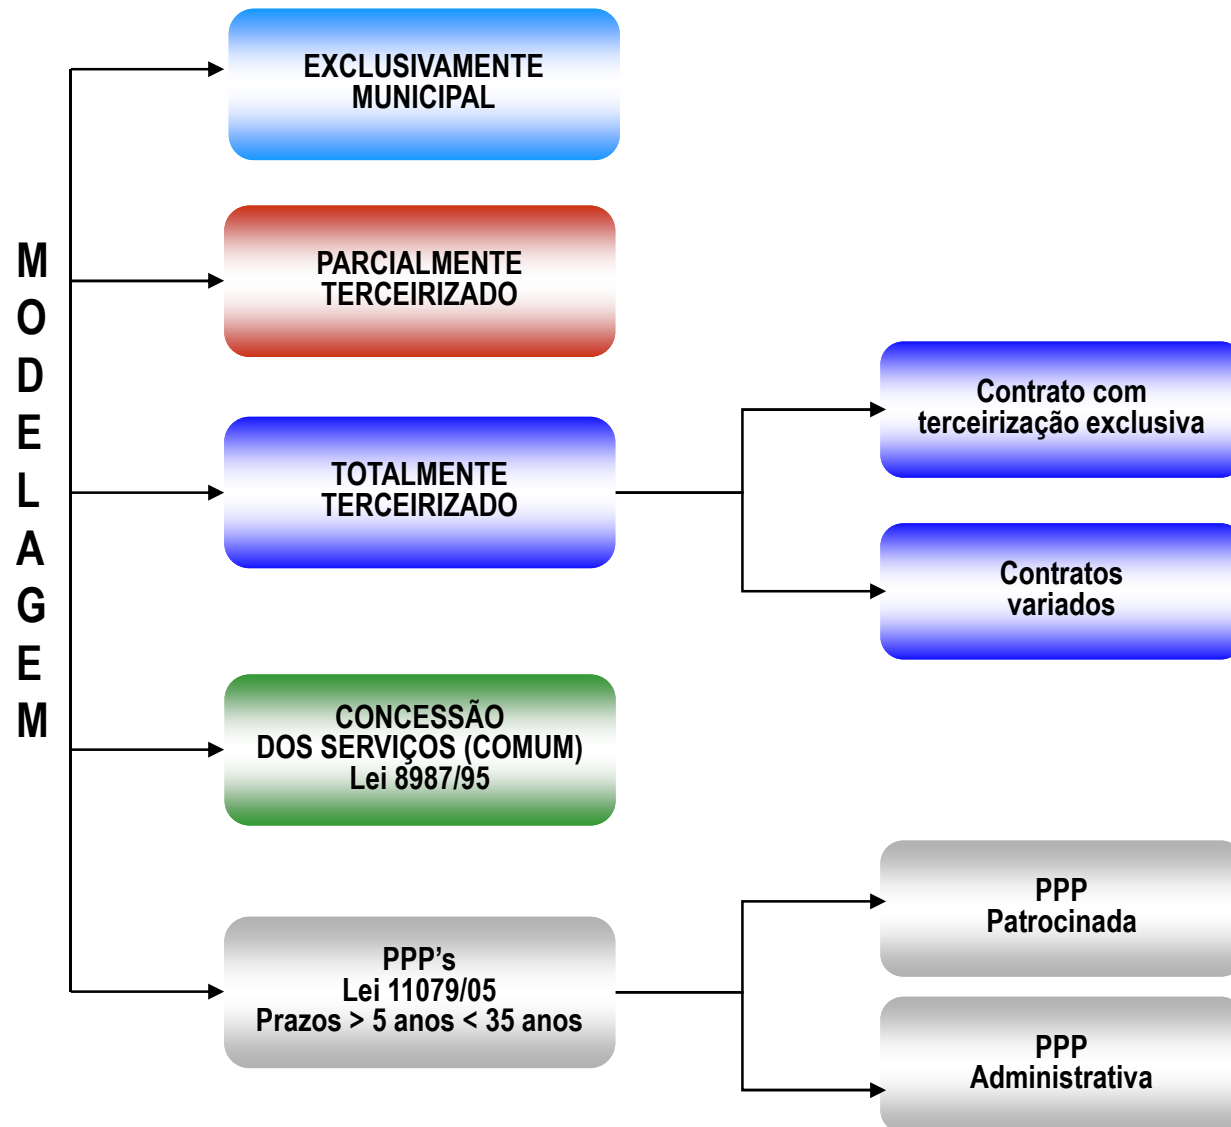 MODELAGEM
EXCLUSIVAMENTE
MUNICIPAL
PARCIALMENTE
TERCEIRIZADO
TOTALMENTE
TERCEIRIZADO
Contrato com
terceirização exclusiva
Contratos
variados
CONCESSÃO
DOS SERVIÇOS (COMUM)
Lei 8987/95
PPP’s
Lei 11079/05
Prazos > 5 anos < 35 anos
PPP
Patrocinada
PPP
Administrativa